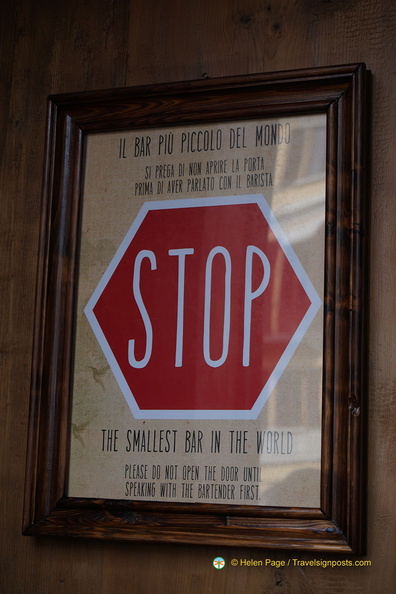 IL BAR PIÙ PICCOLO DEL MONDO
SI PREGA DI NON APRIRE LA PORTA
PRIMA DI AVER PARLATO CON IL BARISTA
STOP
THE SMALLEST BAR IN THE WORLD
PLEASE DO NOT OPEN THE DOOR UNTIL
SPEAKING WITH THE BARTENDER FIRST.
© Helen Page / Travelsignposts.com